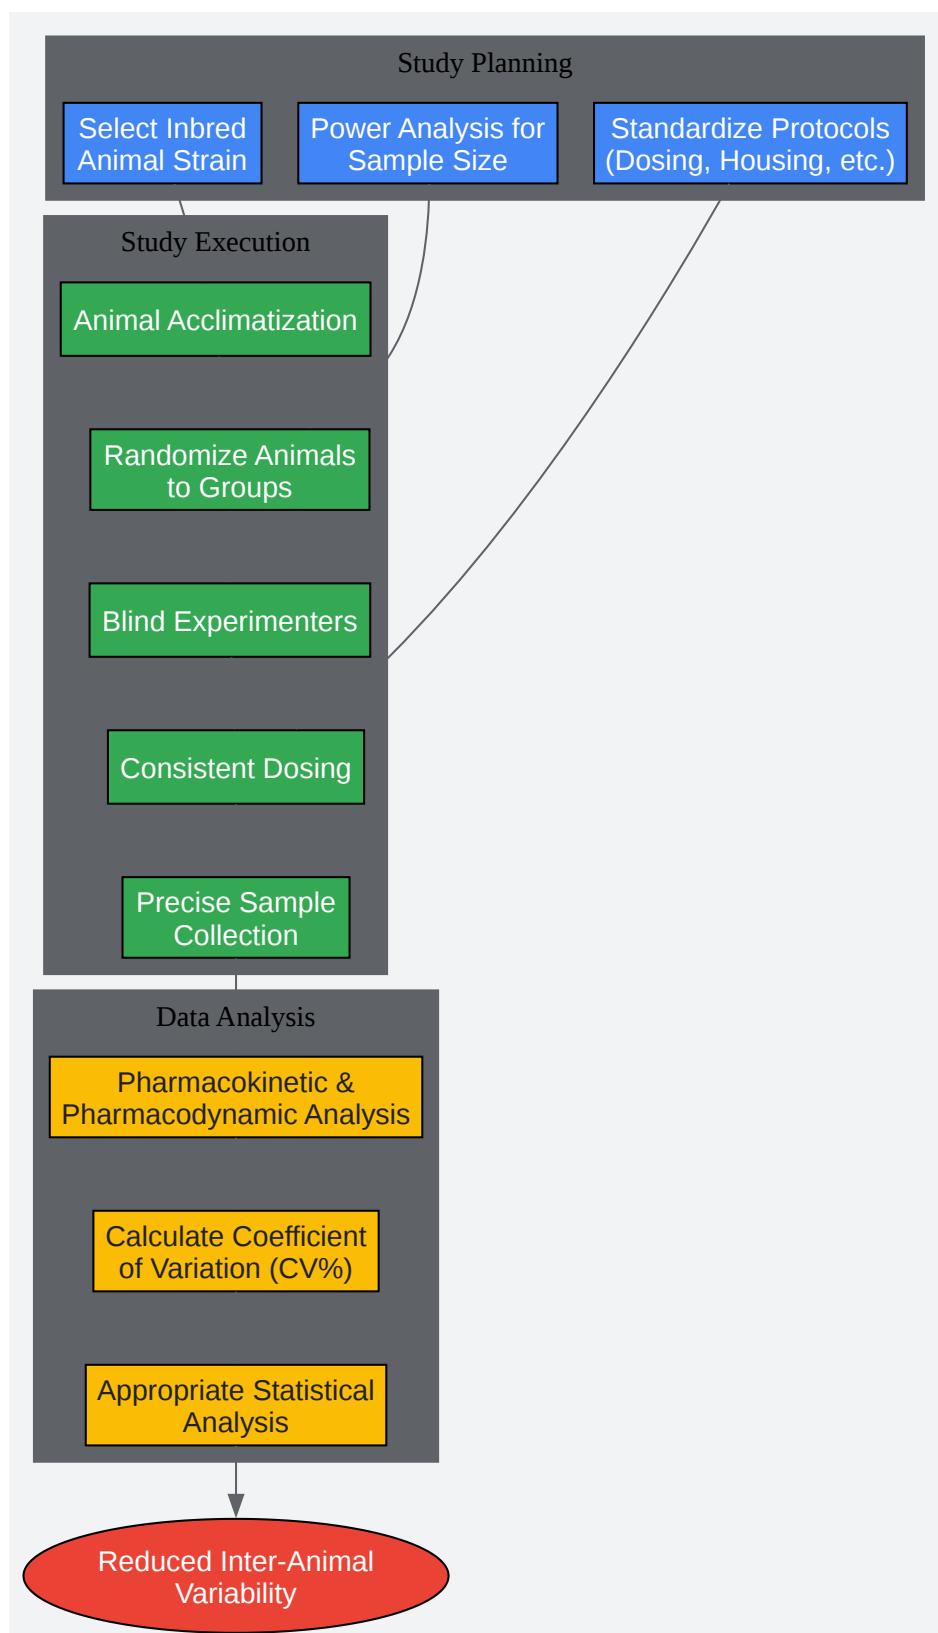 Study Planning
Select Inbred
Animal Strain
Power Analysis for
Sample Size
Standardize Protocols
(Dosing, Housing, etc.)
Study Execution
Animal Acclimatization
Randomize Animals
to Groups
Blind Experimenters
Consistent Dosing
Precise Sample
Collection
Data Analysis
Pharmacokinetic &
Pharmacodynamic Analysis
Calculate Coefficient
of Variation (CV%)
Appropriate Statistical
Analysis
Reduced Inter-Animal
Variability